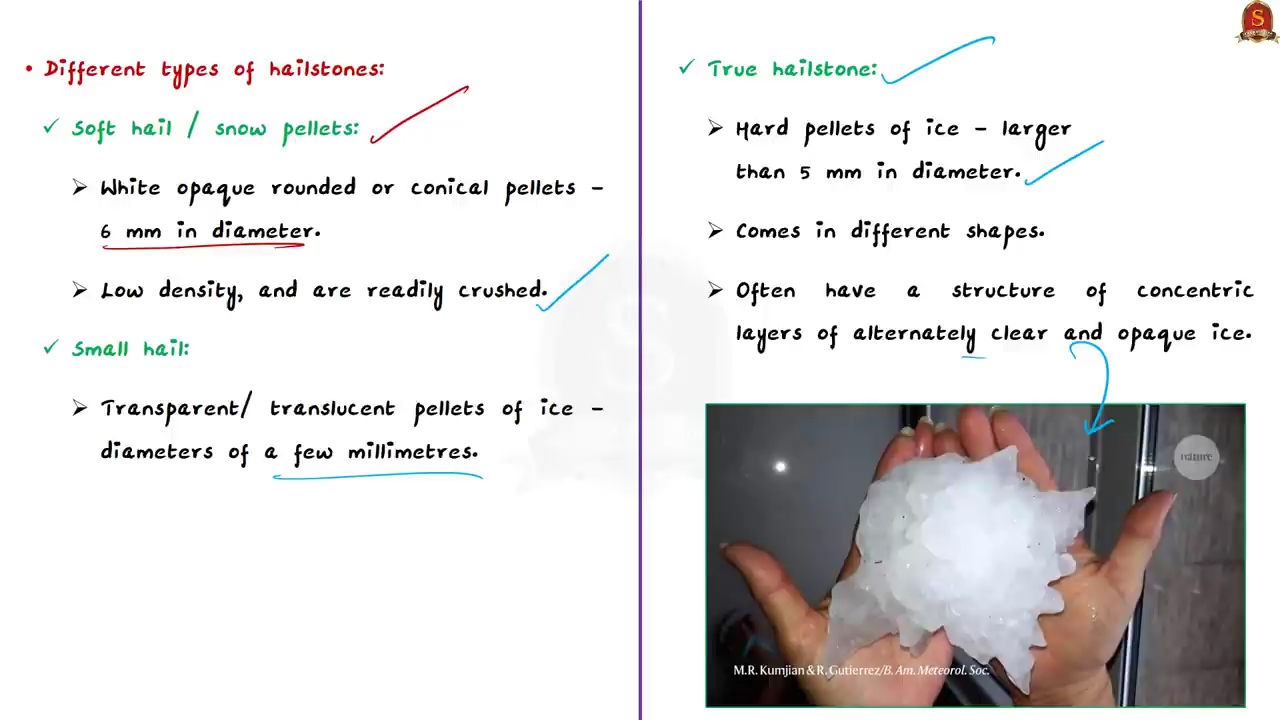 • Different types of hailstones:
✓ Soft hail / snow pellets:
➢ White opaque rounded or conical pellets –
6 mm in diameter.
➢ Low density, and are readily crushed.
✓ Small hail:
➢ Transparent/ translucent pellets of ice –
diameters of a few millimetres.
✓ True hailstone:
➢ Hard pellets of ice – larger
than 5 mm in diameter.
➢ Comes in different shapes.
➢ Often have a structure of concentric
layers of alternately clear and opaque ice.
nature
M.R. Kumjian & R. Gutierrez/B. Am. Meteorol. Soc.
S